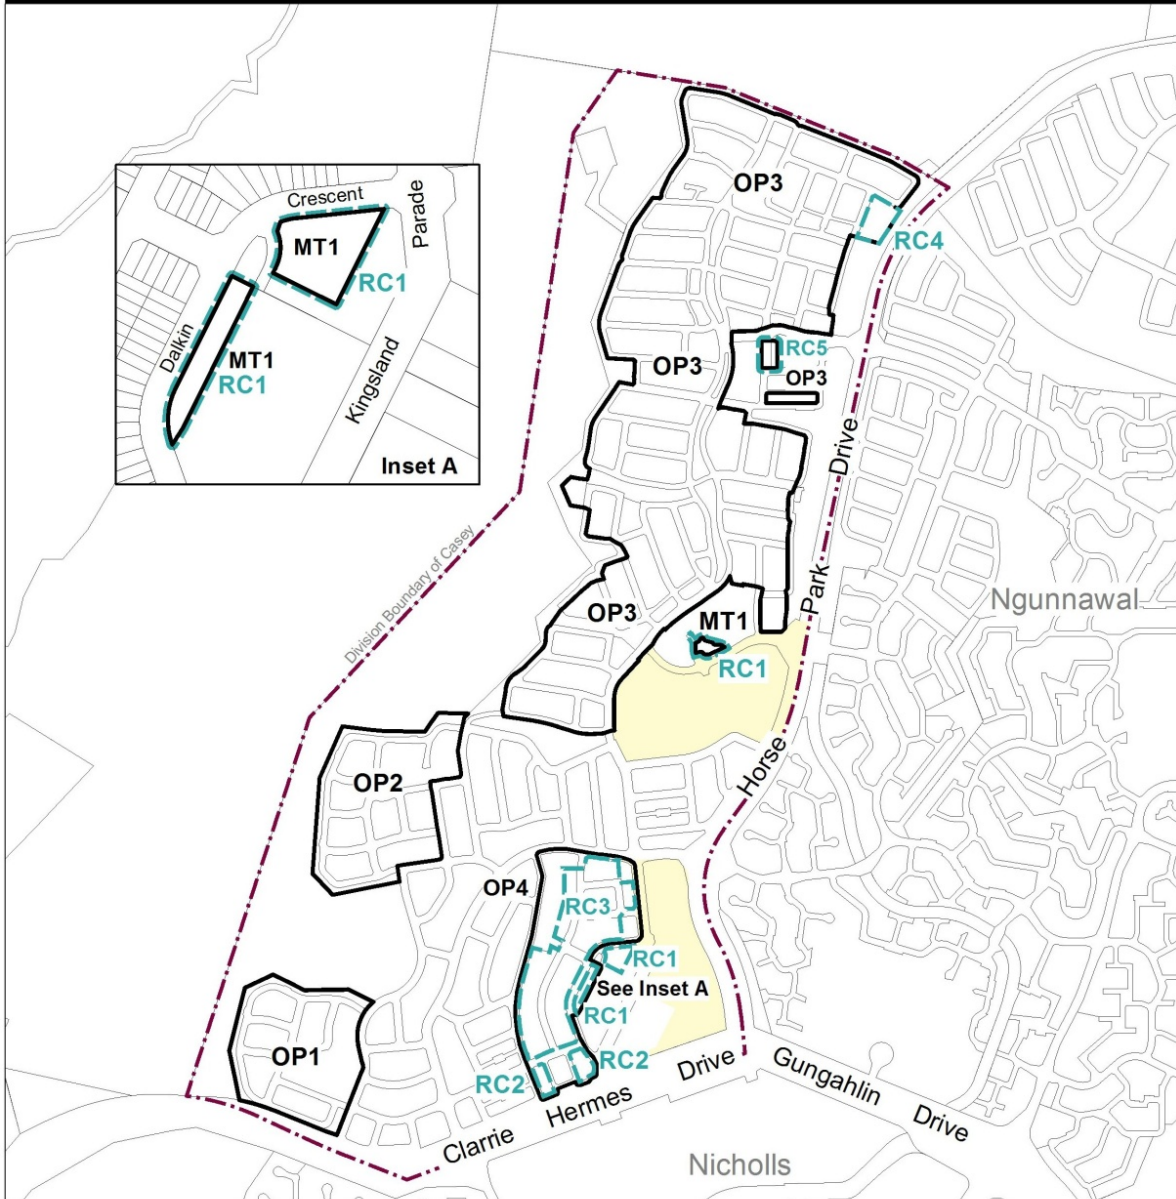 OP3
RC4
Crescent
Parade
MT1
RC1
Dalkin
MT1
RC1
Kingsland
Inset A
OP3
RC5
OP3
Division Boundary of Casey
Horse Park Drive
Ngunnawal
OP3
MT1
RC1
OP2
OP4
RC3
RC1
See Inset A
RC1
OP1
RC2
RC2
Clarrie Hermes Drive
Gungahlin Drive
Nicholls